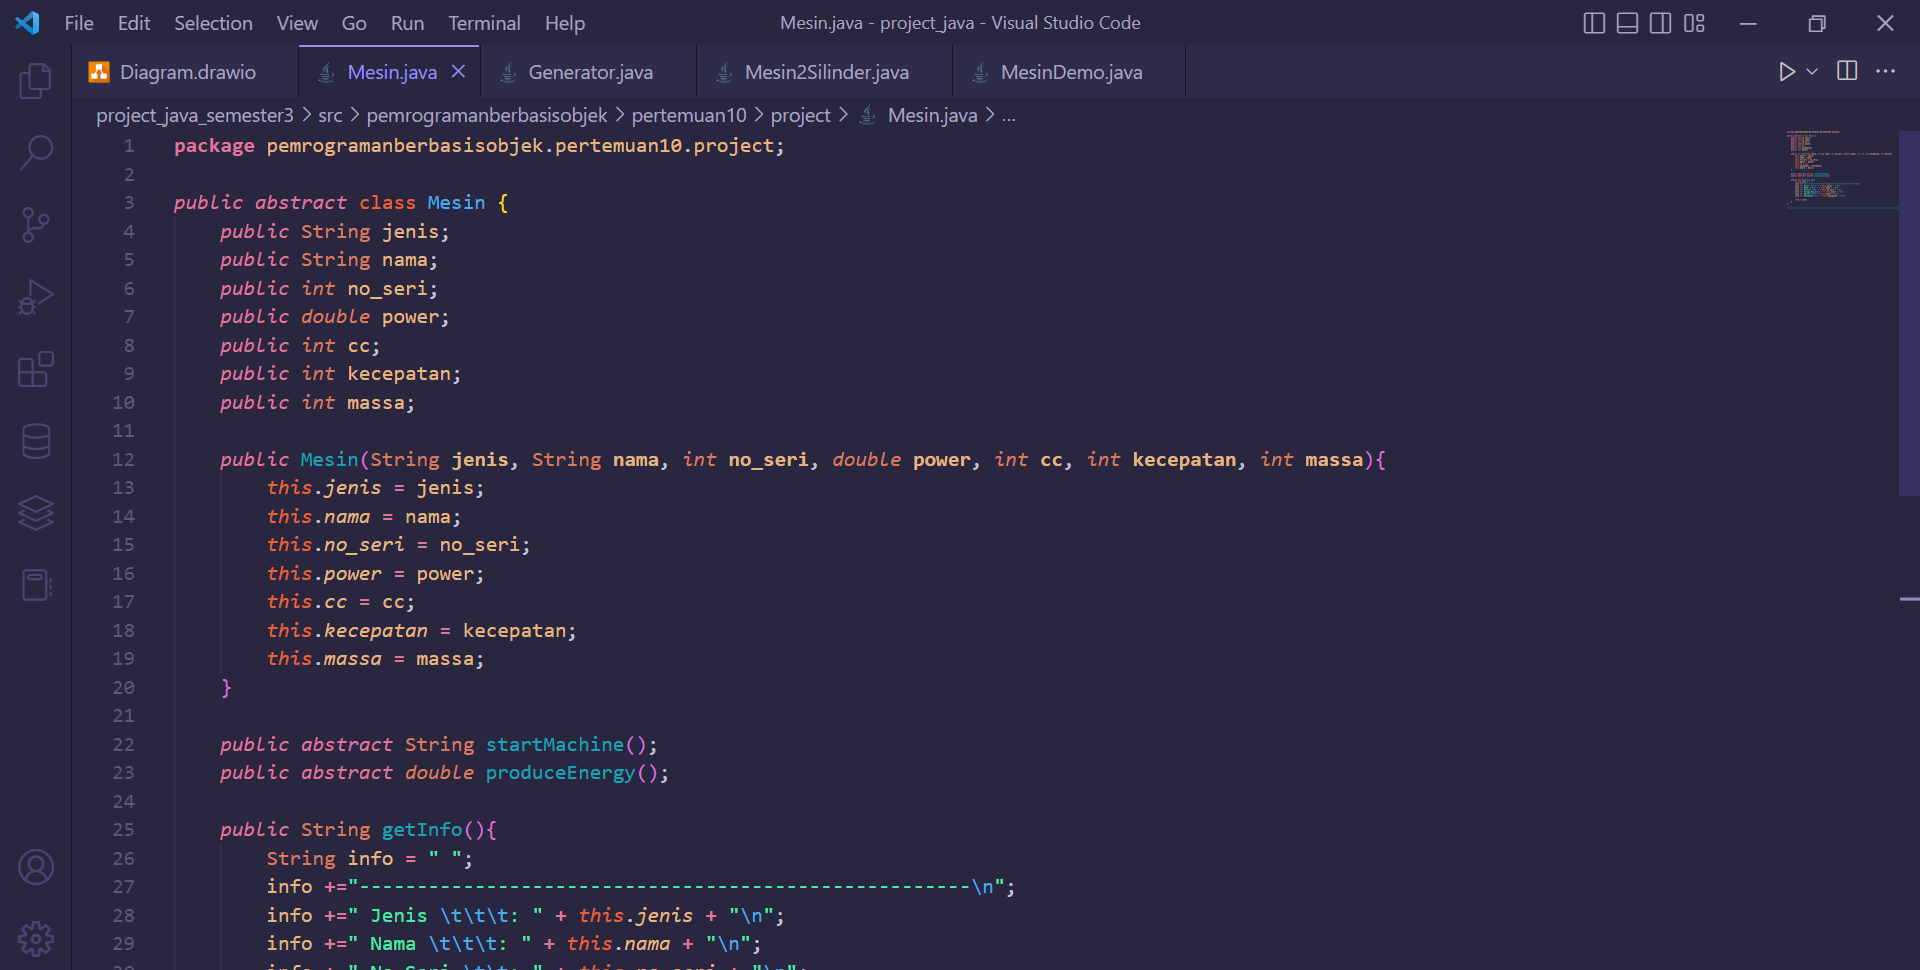 File Edit Selection View Go Run Terminal Help Mesin.java - project_java - Visual Studio Code
Diagram.drawio Mesin.java Generator.java Mesin2Silinder.java MesinDemo.java
project_java_semester3 > src > pemrogramanberbasisobjek > pertemuan10 > project > Mesin.java > ...
1 package pemrogramanberbasisobjek.pertemuan10.project;
2
3 public abstract class Mesin {
4 public String jenis;
5 public String nama;
6 public int no_seri;
7 public double power;
8 public int cc;
9 public int kecepatan;
10 public int massa;
11
12 public Mesin(String jenis, String nama, int no_seri, double power, int cc, int kecepatan, int massa){
13 this.jenis = jenis;
14 this.nama = nama;
15 this.no_seri = no_seri;
16 this.power = power;
17 this.cc = cc;
18 this.kecepatan = kecepatan;
19 this.massa = massa;
20 }
21
22 public abstract String startMachine();
23 public abstract double produceEnergy();
24
25 public String getInfo(){
26 String info = " ";
27 info +="-----------------------------------------------------\n";
28 info +=" Jenis \t\t\t: " + this.jenis + "\n";
29 info +=" Nama \t\t\t: " + this.nama + "\n";
30 info +=" No Seri \t\t: " + this.no_seri + "\n";